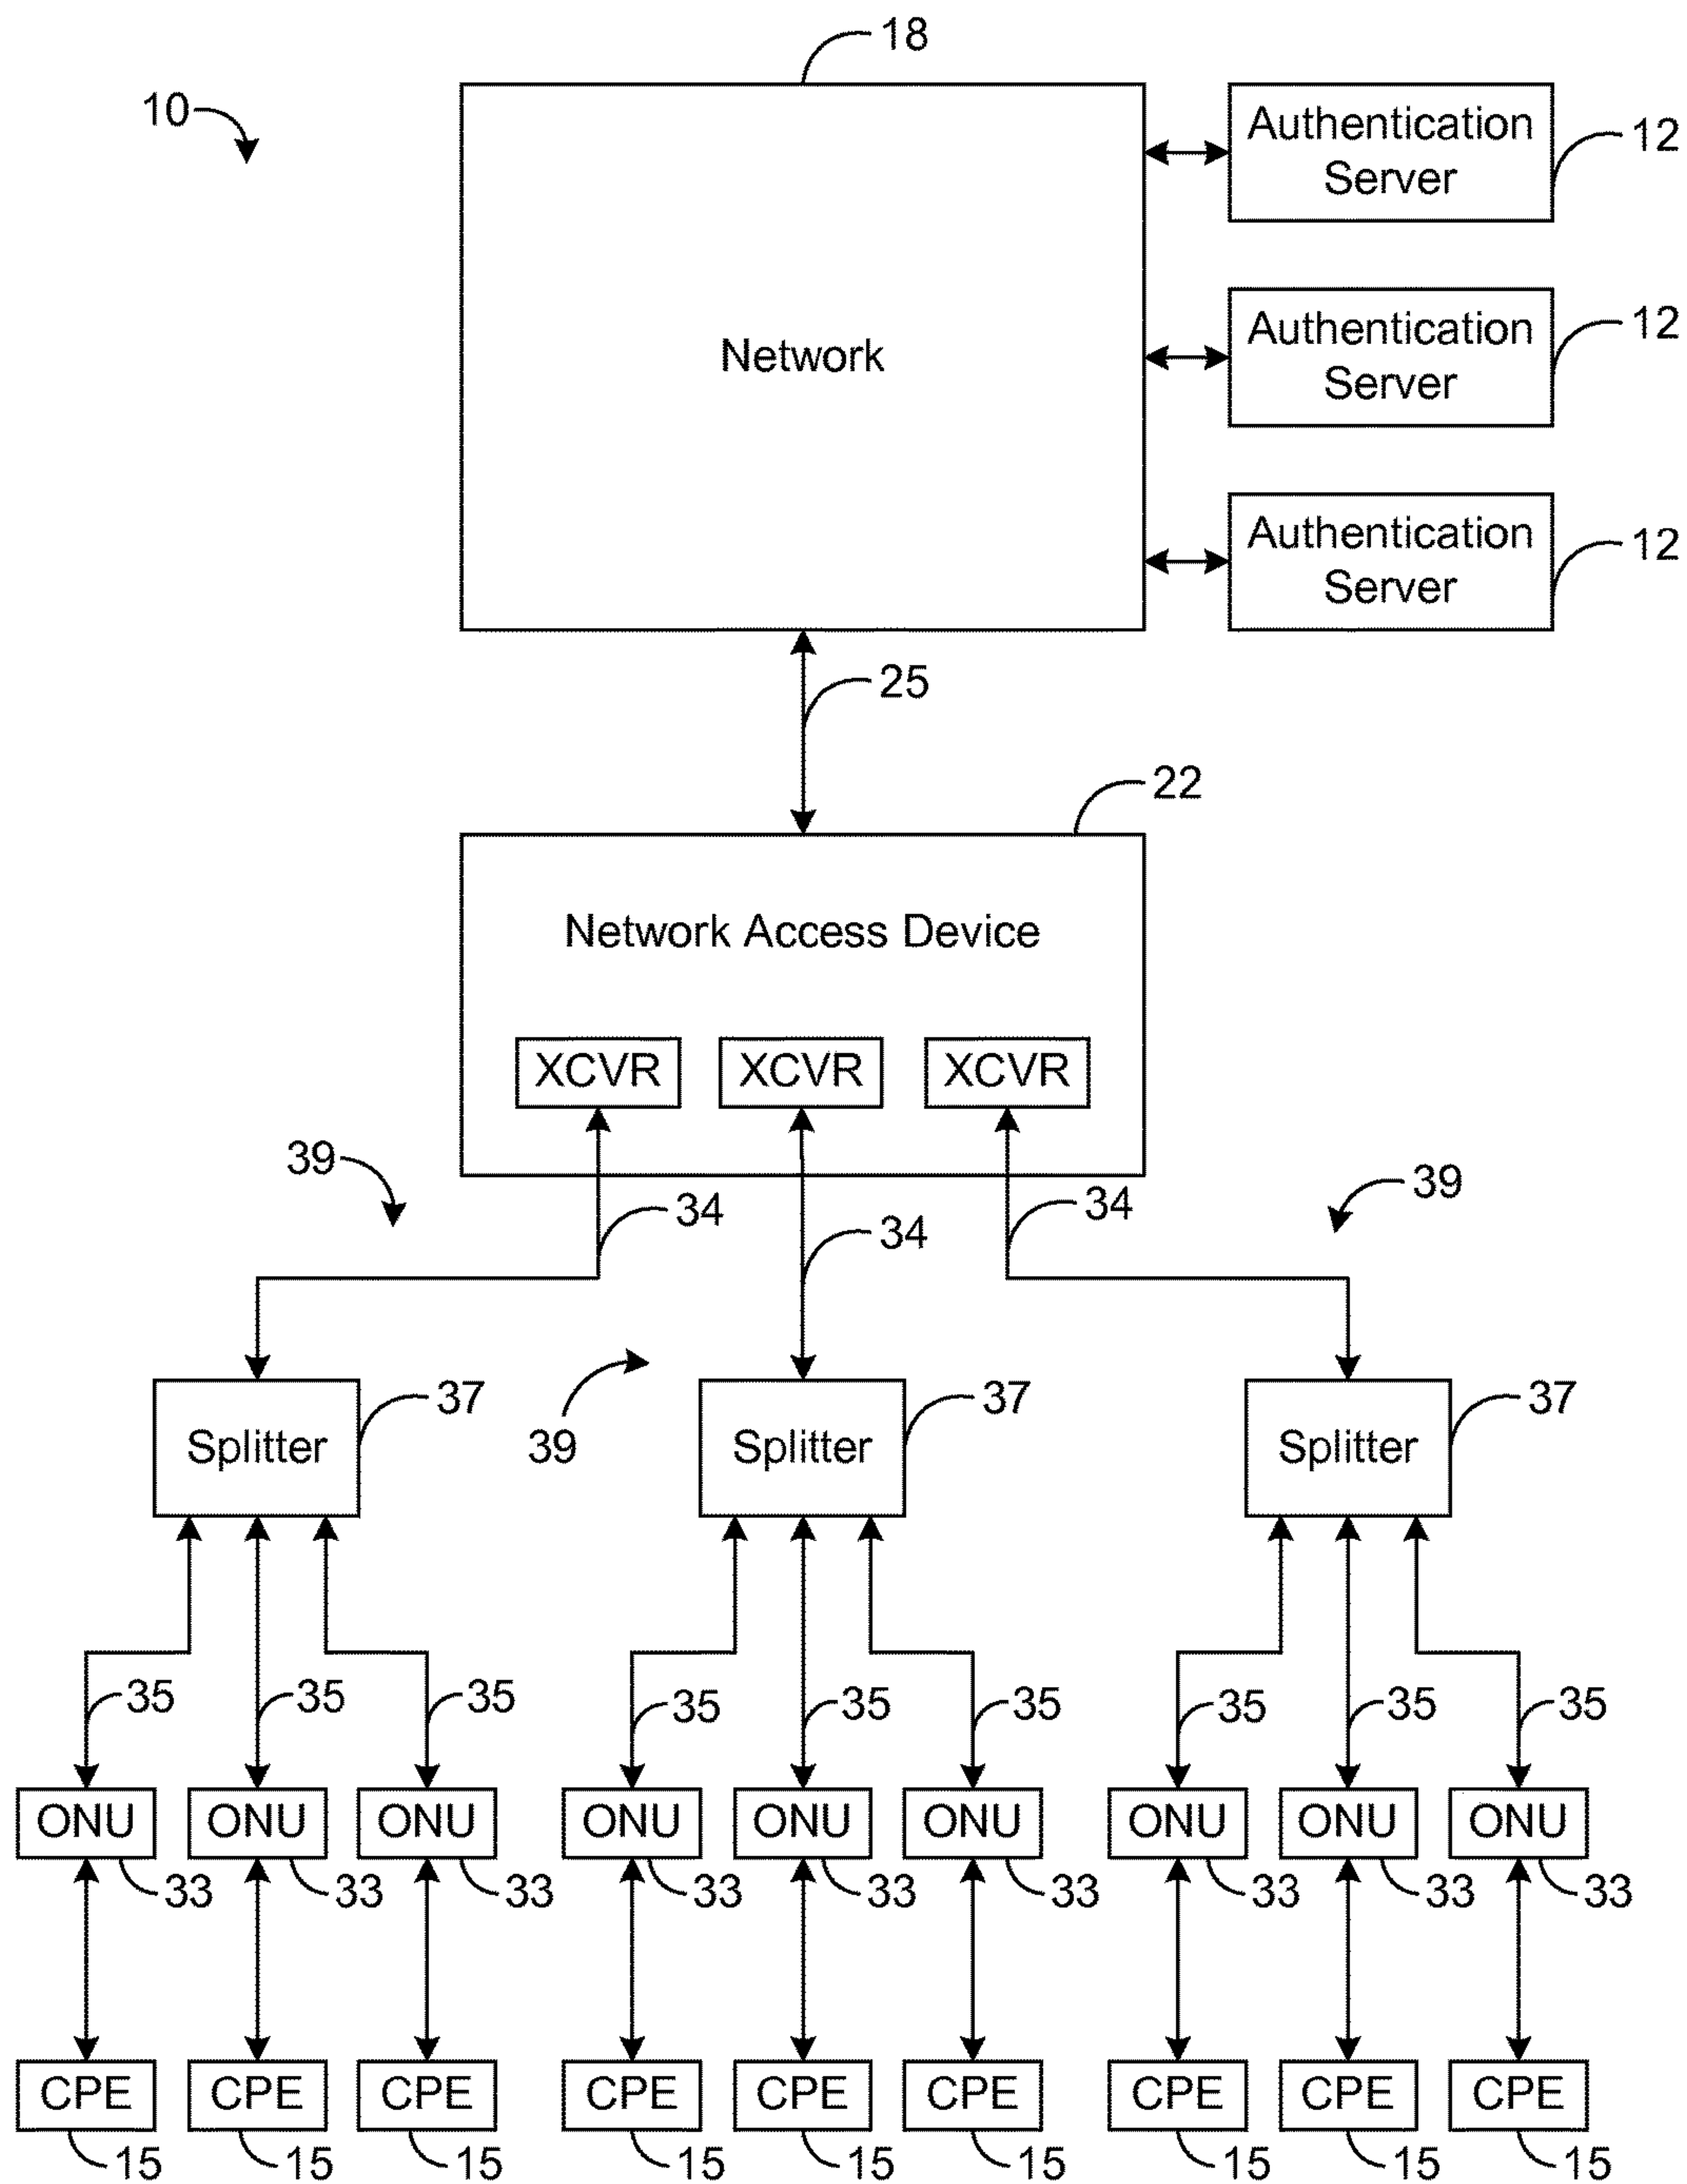 18
10
Authentication
Server
12
Network
Authentication
Server
12
Authentication
Server
12
25
22
Network Access Device
XCVR XCVR XCVR
39
34
34
34
39
Splitter
37
39
Splitter
37
Splitter
37
35 35 35 35 35 35 35 35 35
ONU ONU ONU ONU ONU ONU ONU ONU ONU
33 33 33 33 33 33 33 33 33
CPE CPE CPE CPE CPE CPE CPE CPE CPE
15 15 15 15 15 15 15 15 15